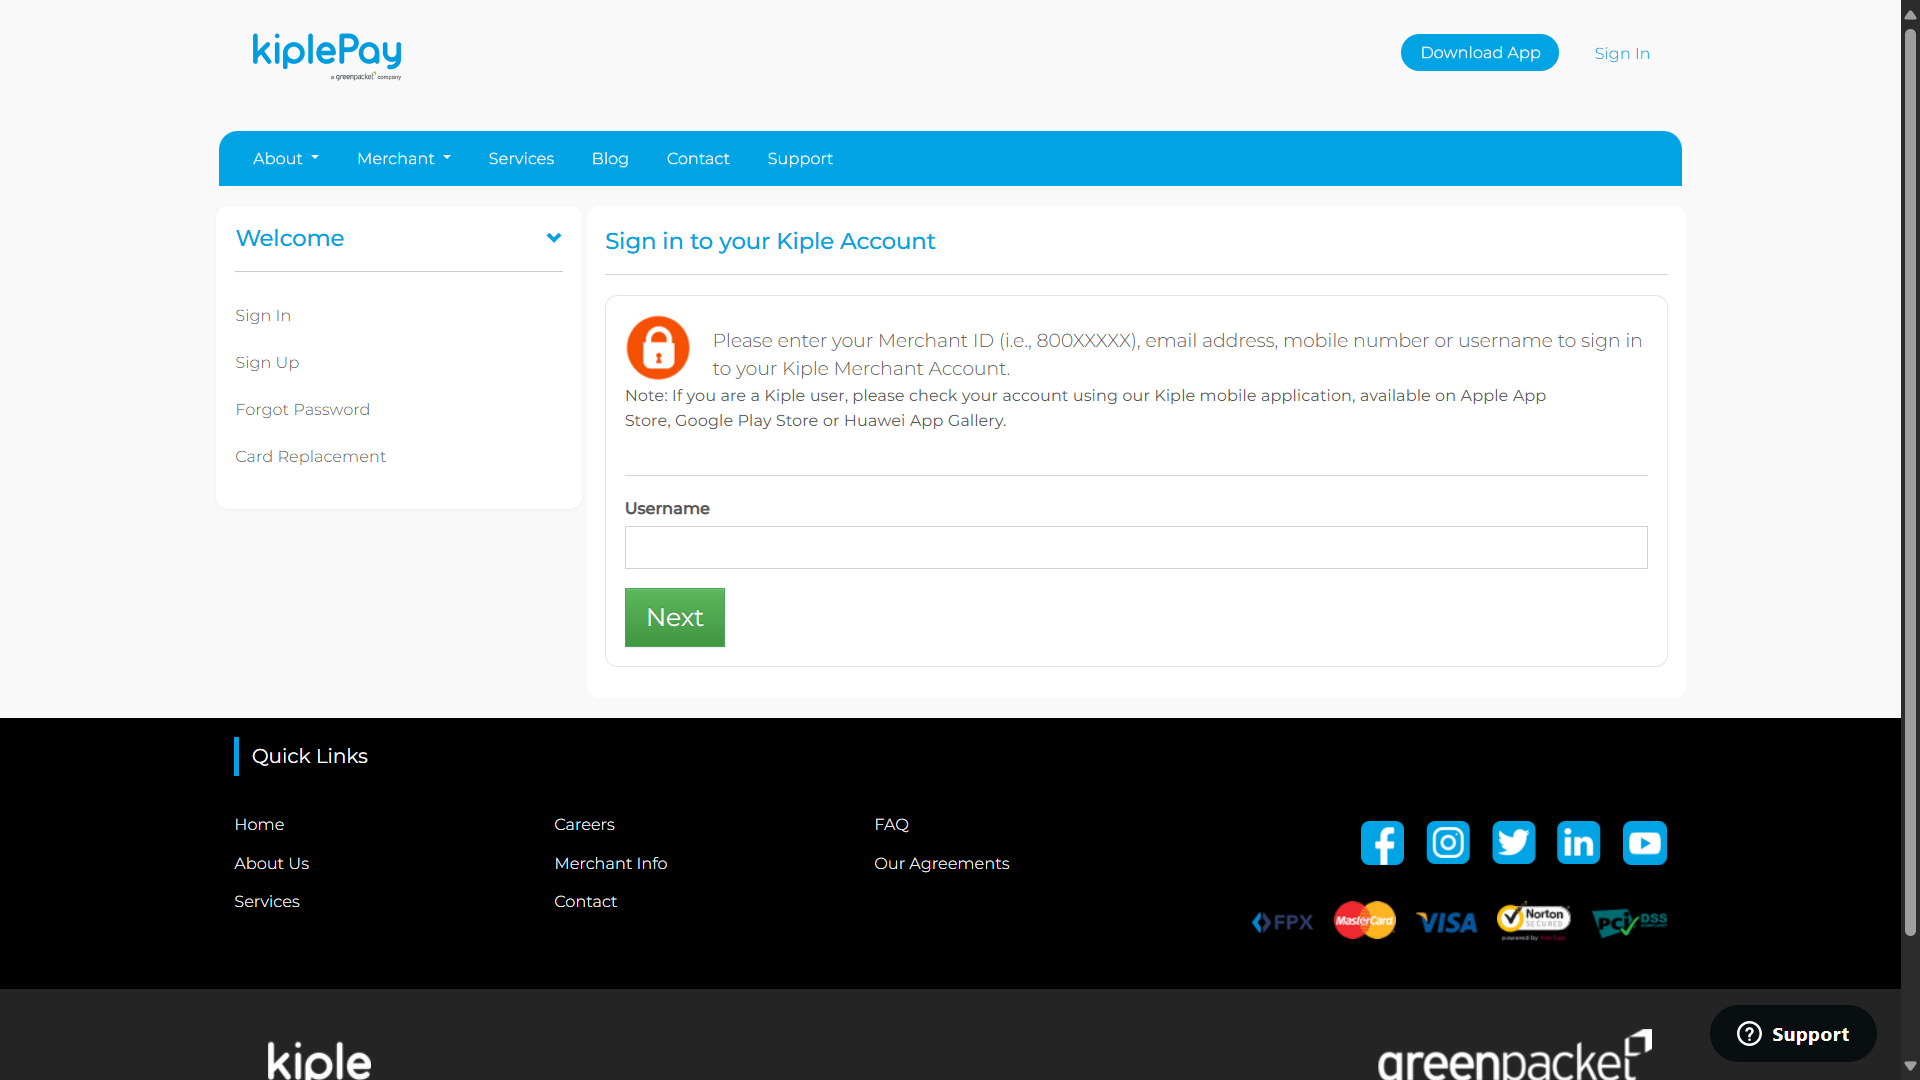 kiplePay
a greenpacket company
Download App
Sign In
About
Merchant
Services
Blog
Contact
Support
Welcome
Sign In
Sign Up
Forgot Password
Card Replacement
Sign in to your Kiple Account
Please enter your Merchant ID (i.e., 800XXXXX), email address, mobile number or username to sign in
to your Kiple Merchant Account.
Note: If you are a Kiple user, please check your account using our Kiple mobile application, available on Apple App
Store, Google Play Store or Huawei App Gallery.
Username
Next
Quick Links
Home
About Us
Services
Careers
Merchant Info
Contact
FAQ
Our Agreements
FPX
MasterCard
VISA
Norton
SECURED
powered by
PCI DSS
kiple
greenpacket
Support